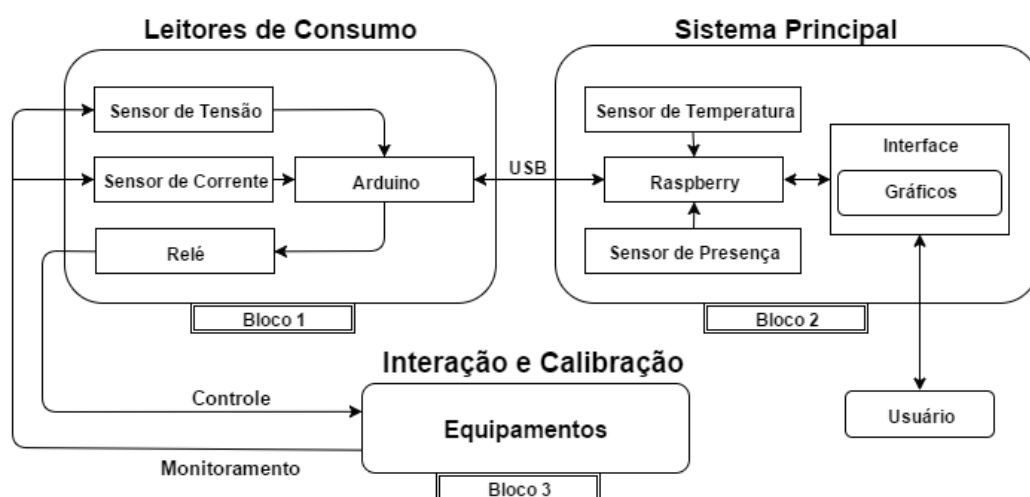 Leitores de Consumo
Sensor de Tensão
Sensor de Corrente
Arduino
Relé
Bloco 1
USB
Sistema Principal
Sensor de Temperatura
Raspberry
Sensor de Presença
Interface
Gráficos
Bloco 2
Usuário
Interação e Calibração
Controle
Equipamentos
Monitoramento
Bloco 3